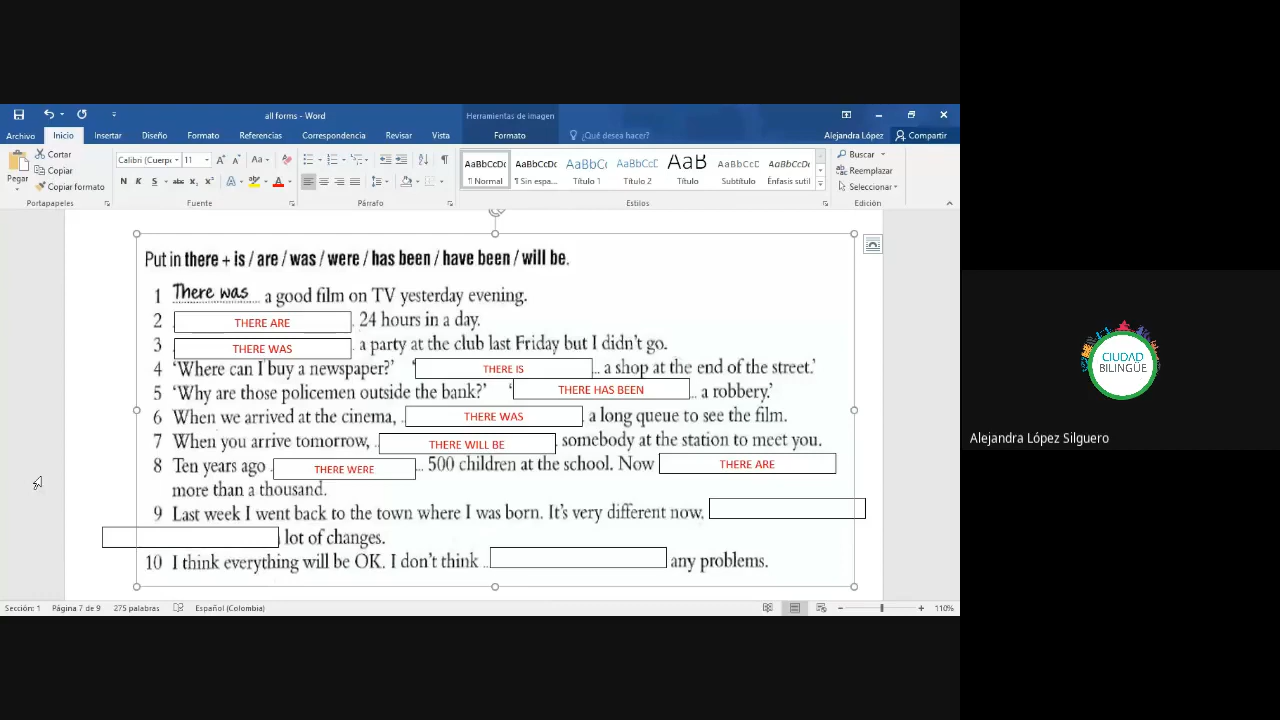 all forms - Word
Herramientas de imagen
Archivo Inicio Insertar Diseño Formato Referencias Correspondencia Revisar Vista Formato ¿Qué desea hacer? Alejandra López Compartir
Pegar
Cortar
Copiar
Copiar formato
Portapapeles
Calibri (Cuerp 11
N K S abc x₂ x²
Fuente
Párrafo
AaBbCcDc AaBbCcDc AaBbCc AaBbCcD AaB AaBbCcD AaBbCcDc
¶ Normal ¶ Sin espa... Título 1 Título 2 Título Subtítulo Énfasis sutil
Estilos
Buscar
Reemplazar
Seleccionar
Edición
Put in there + is / are / was / were / has been / have been / will be.
1 There was a good film on TV yesterday evening.
2 THERE ARE 24 hours in a day.
3 THERE WAS a party at the club last Friday but I didn't go.
4 'Where can I buy a newspaper?' ' THERE IS a shop at the end of the street.'
5 'Why are those policemen outside the bank?' ' THERE HAS BEEN a robbery.'
6 When we arrived at the cinema, THERE WAS a long queue to see the film.
7 When you arrive tomorrow, THERE WILL BE somebody at the station to meet you.
8 Ten years ago THERE WERE 500 children at the school. Now THERE ARE
more than a thousand.
9 Last week I went back to the town where I was born. It's very different now.
lot of changes.
10 I think everything will be OK. I don't think any problems.
Sección: 1 Página 7 de 9 275 palabras Español (Colombia) 110%
CIUDAD
BILINGÜE
Alejandra López Silguero